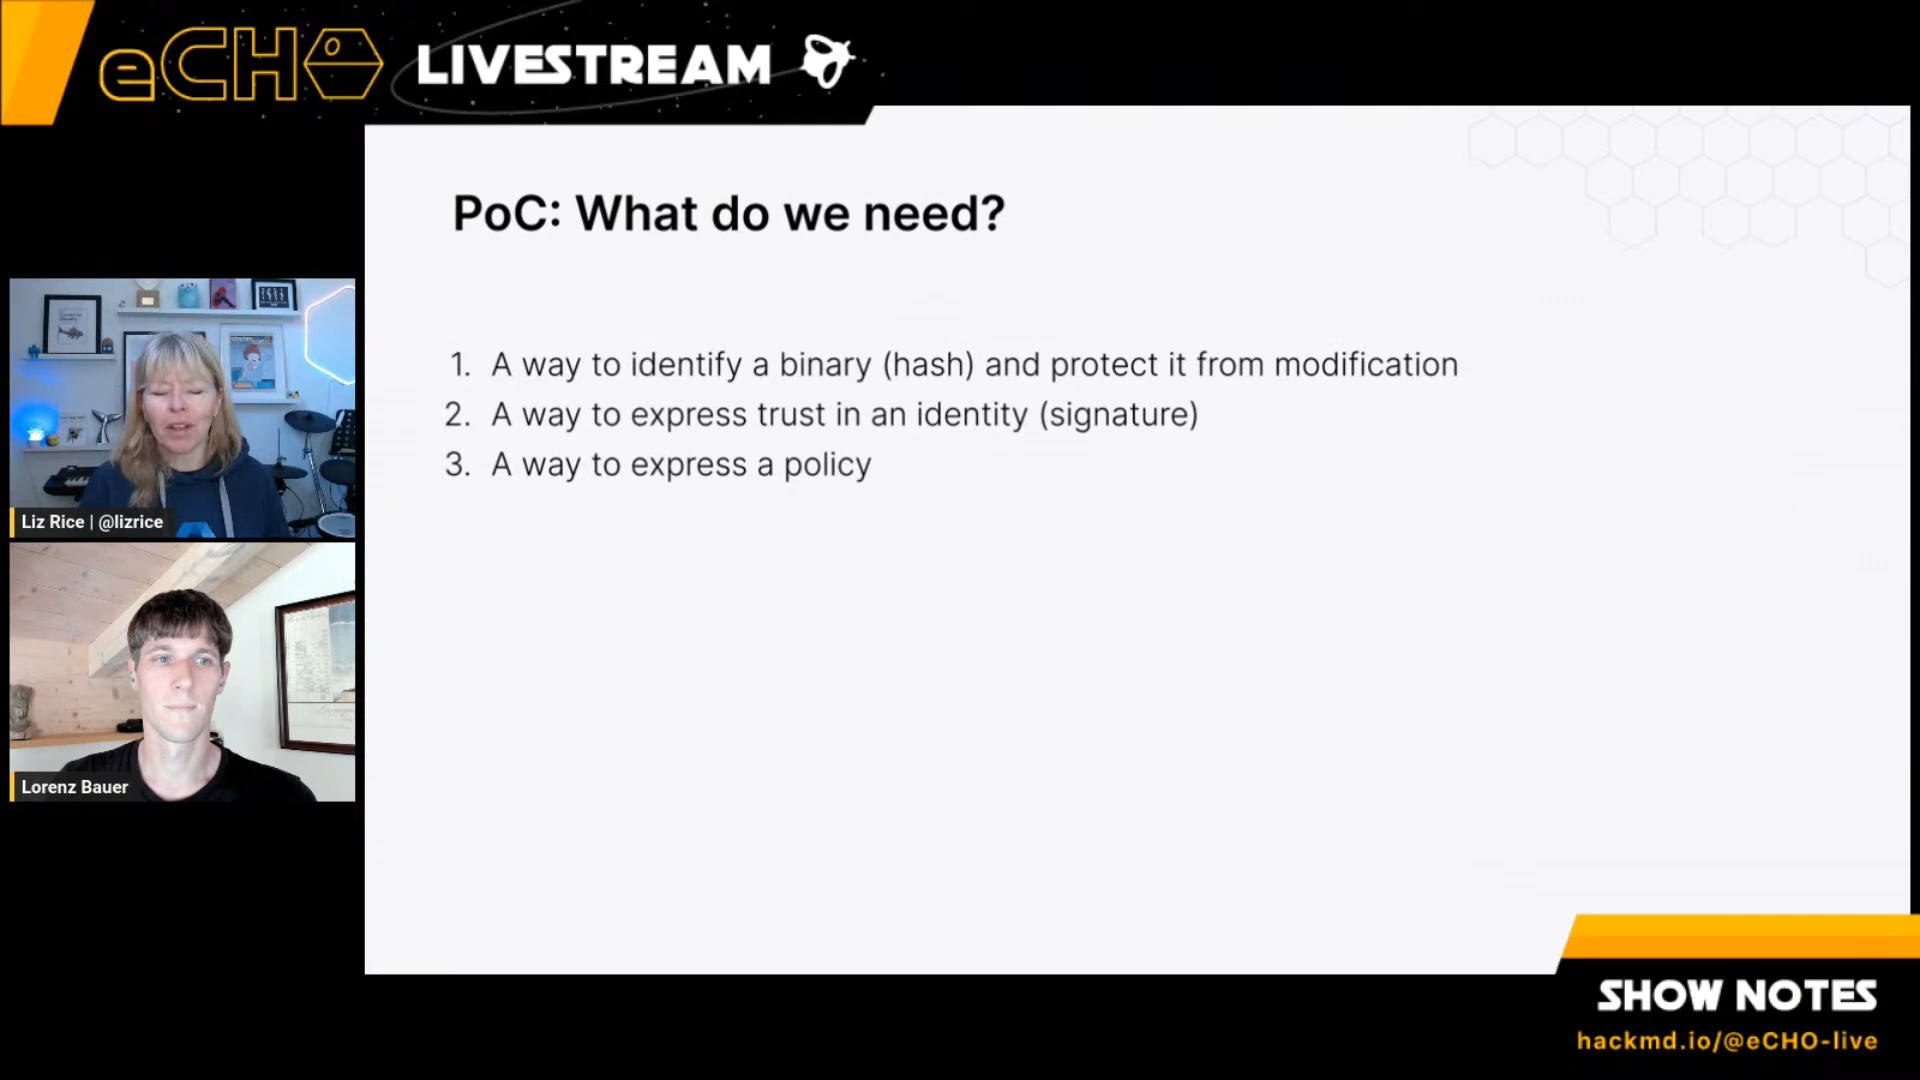 eCHO LIVESTREAM
PoC: What do we need?
1. A way to identify a binary (hash) and protect it from modification
2. A way to express trust in an identity (signature)
3. A way to express a policy
Liz Rice | @lizrice
Lorenz Bauer
SHOW NOTES
hackmd.io/@eCHO-live